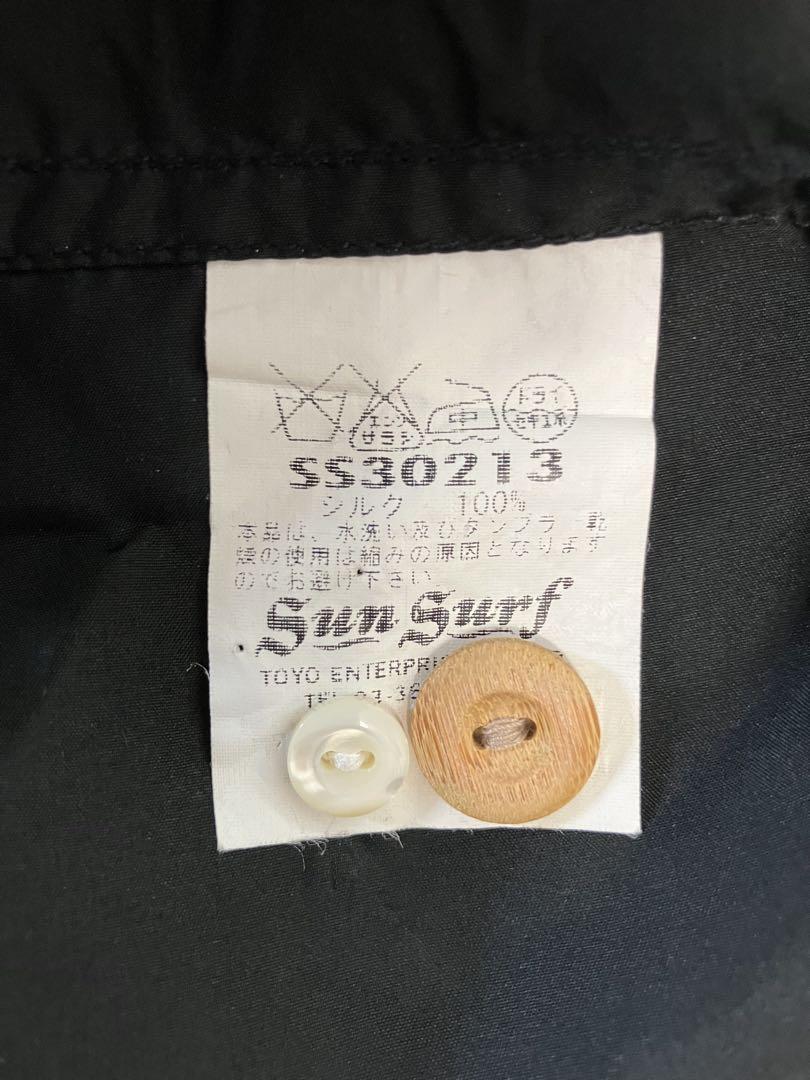 エンソ
サラシ
中
ドライ
セキユ系
SS30213
シルク 100%
本品は、水洗い及びタンブラー乾
燥の使用は縮みの原因となります
のでお避け下さい。
Sun Surf
TOYO
TEL 03-